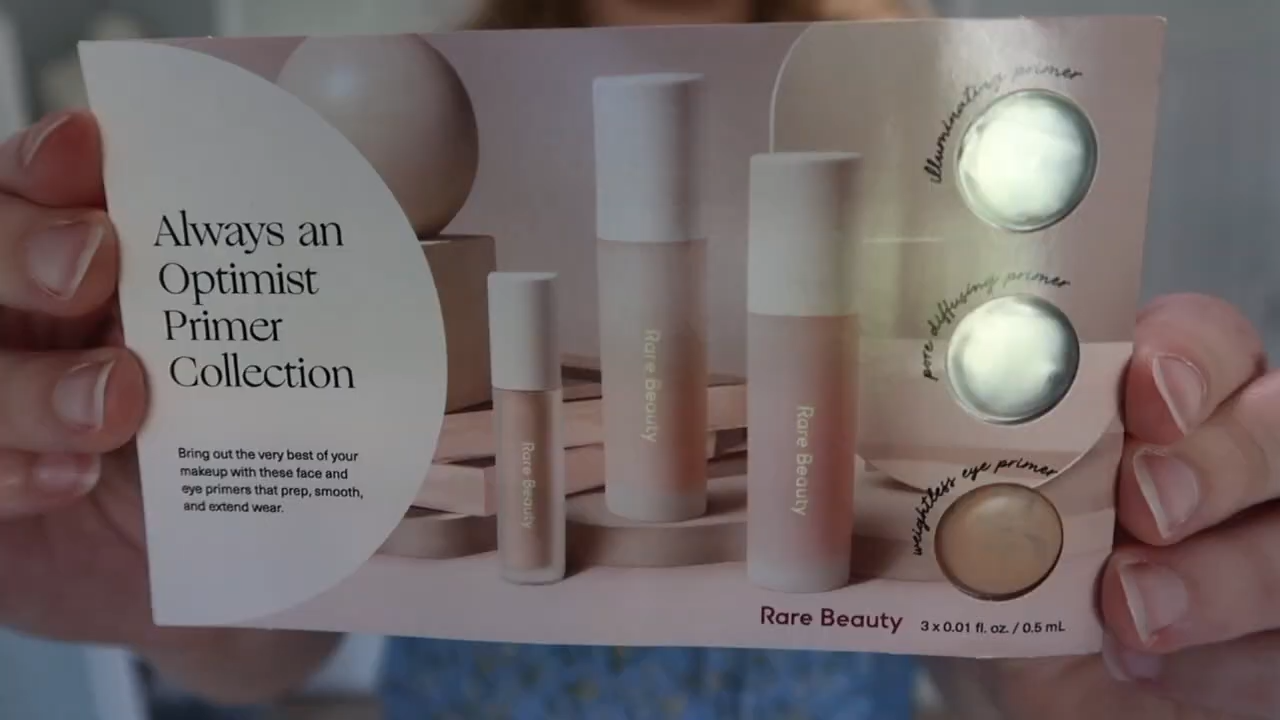 Always an
Optimist
Primer
Collection
Bring out the very best of your
makeup with these face and
eye primers that prep, smooth,
and extend wear.
Rare Beauty
Rare Beauty
Rare Beauty
illuminating primer
pore diffusing primer
weightless eye primer
Rare Beauty
3 x 0.01 fl. oz. / 0.5 mL